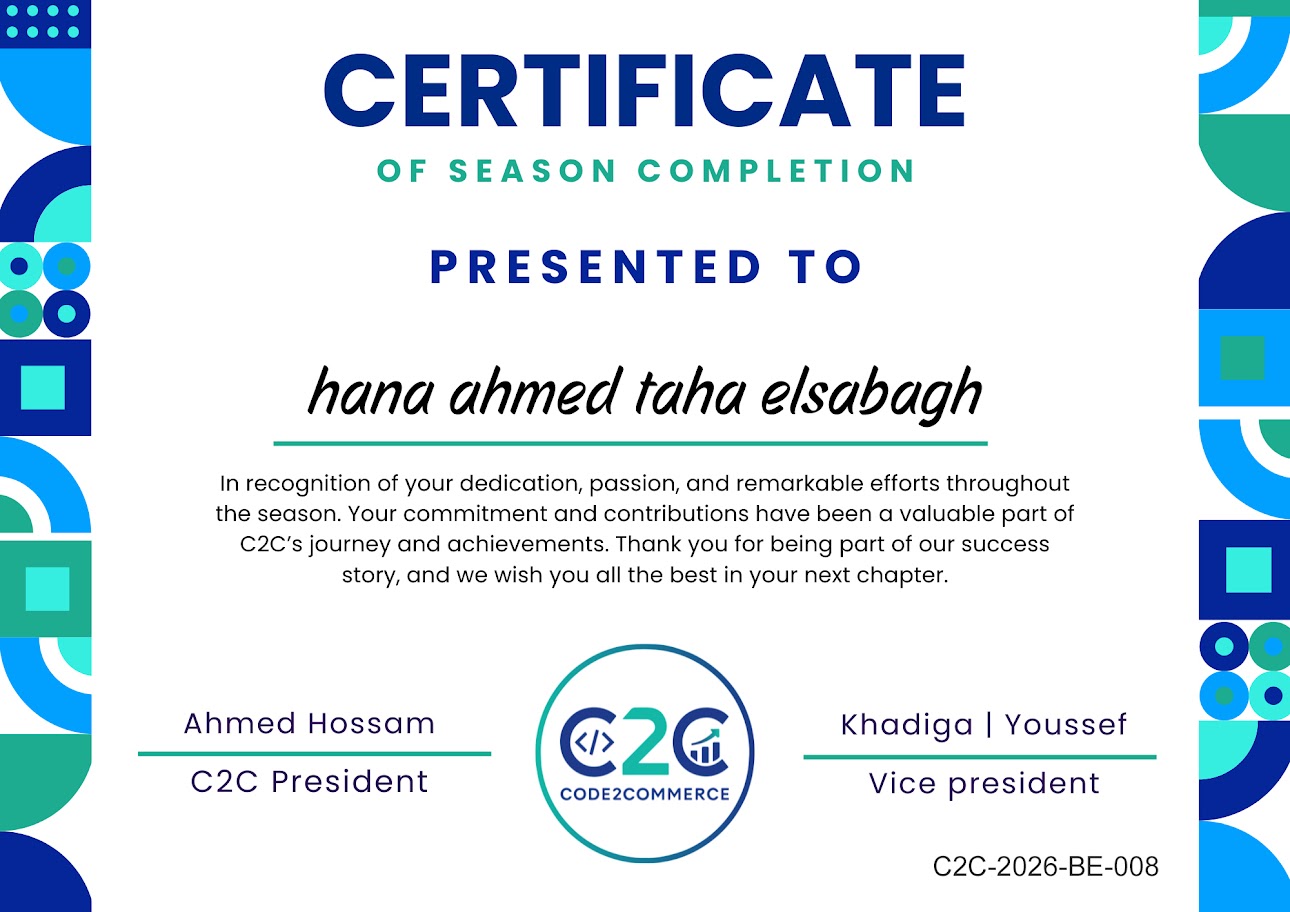 CERTIFICATE
OF SEASON COMPLETION
PRESENTED TO
hana ahmed taha elsabagh
In recognition of your dedication, passion, and remarkable efforts throughout
the season. Your commitment and contributions have been a valuable part of
C2C’s journey and achievements. Thank you for being part of our success
story, and we wish you all the best in your next chapter.
Ahmed Hossam
C2C President
C2C
</>
CODE2COMMERCE
Khadiga | Youssef
Vice president
C2C-2026-BE-008